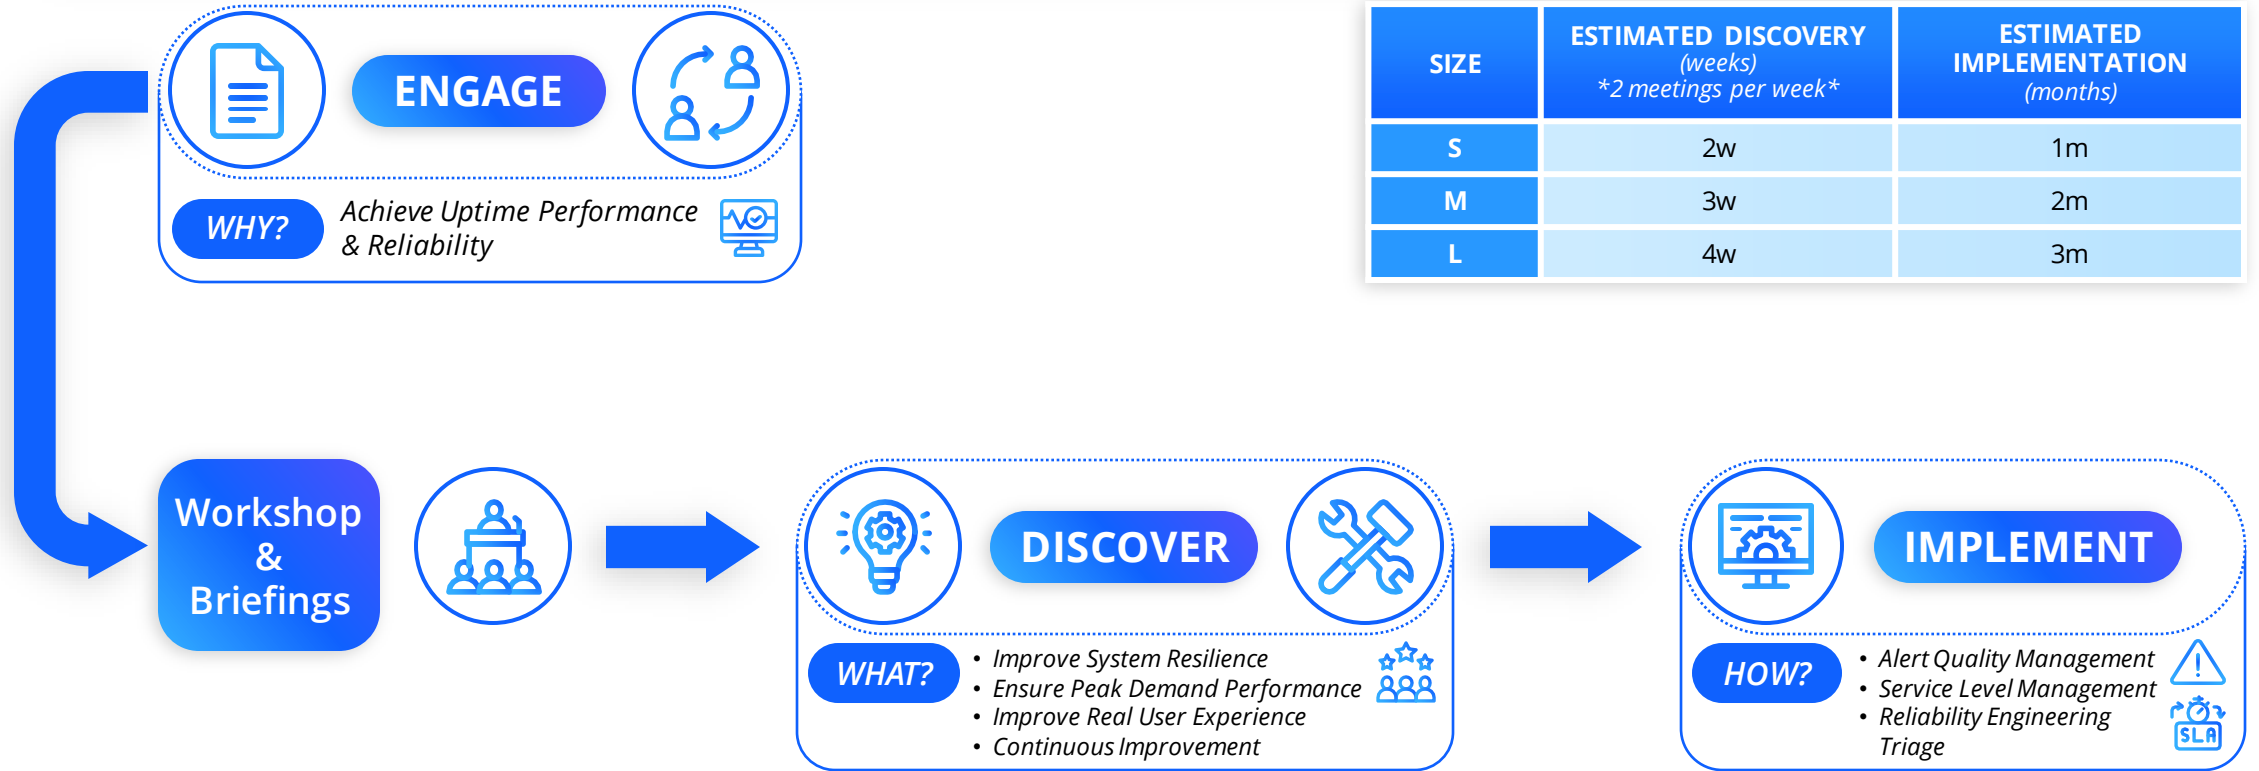 ENGAGE
WHY?
Achieve Uptime Performance
& Reliability
SIZE
ESTIMATED DISCOVERY
(weeks)
*2 meetings per week*
ESTIMATED
IMPLEMENTATION
(months)
S
2w
1m
M
3w
2m
L
4w
3m
Workshop
&
Briefings
DISCOVER
WHAT?
• Improve System Resilience
• Ensure Peak Demand Performance
• Improve Real User Experience
• Continuous Improvement
IMPLEMENT
HOW?
• Alert Quality Management
• Service Level Management
• Reliability Engineering
Triage
!
SLA